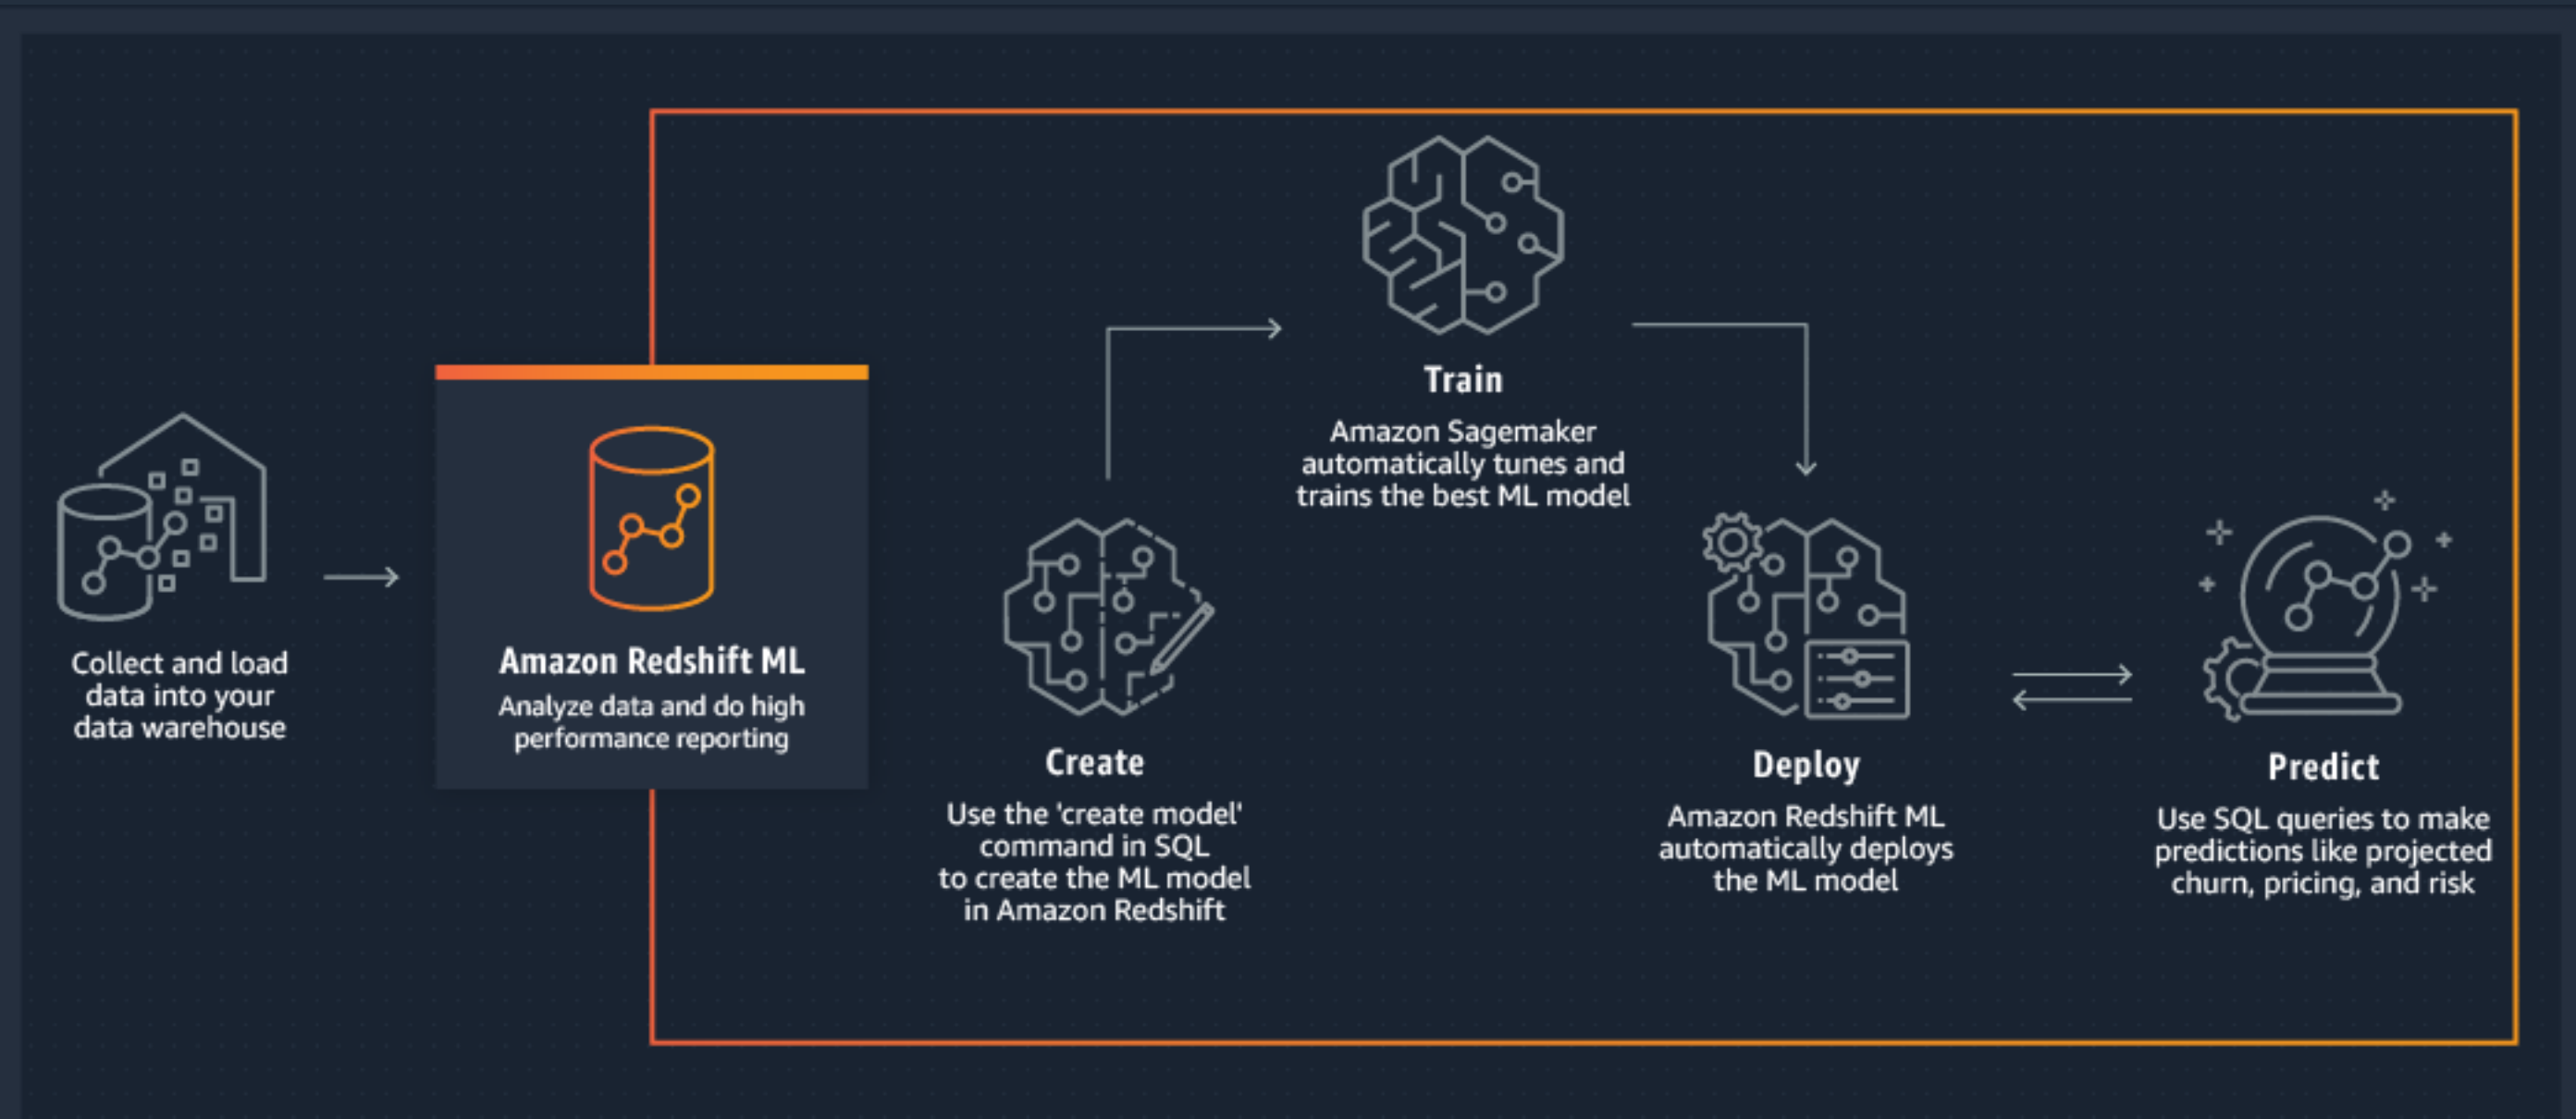 Collect and load
data into your
data warehouse
Amazon Redshift ML
Analyze data and do high
performance reporting
Create
Use the 'create model'
command in SQL
to create the ML model
in Amazon Redshift
Train
Amazon Sagemaker
automatically tunes and
trains the best ML model
Deploy
Amazon Redshift ML
automatically deploys
the ML model
Predict
Use SQL queries to make
predictions like projected
churn, pricing, and risk